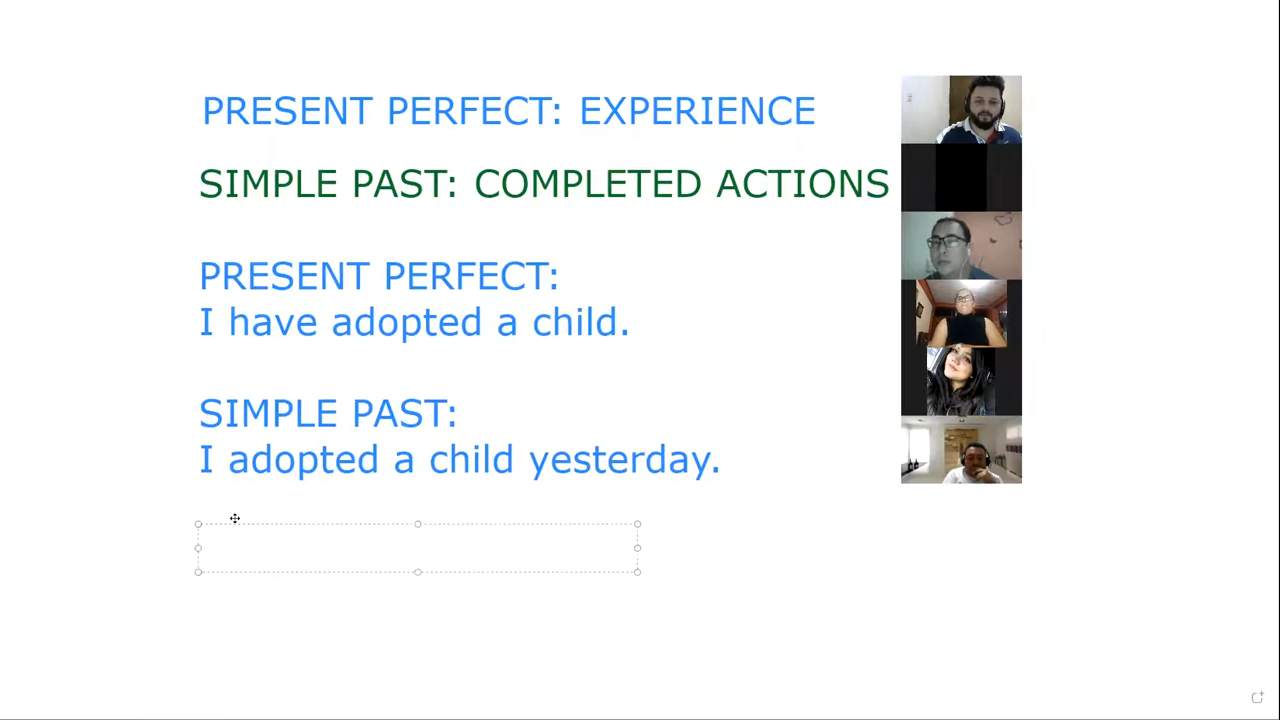 PRESENT PERFECT: EXPERIENCE
SIMPLE PAST: COMPLETED ACTIONS
PRESENT PERFECT:
I have adopted a child.
SIMPLE PAST:
I adopted a child yesterday.